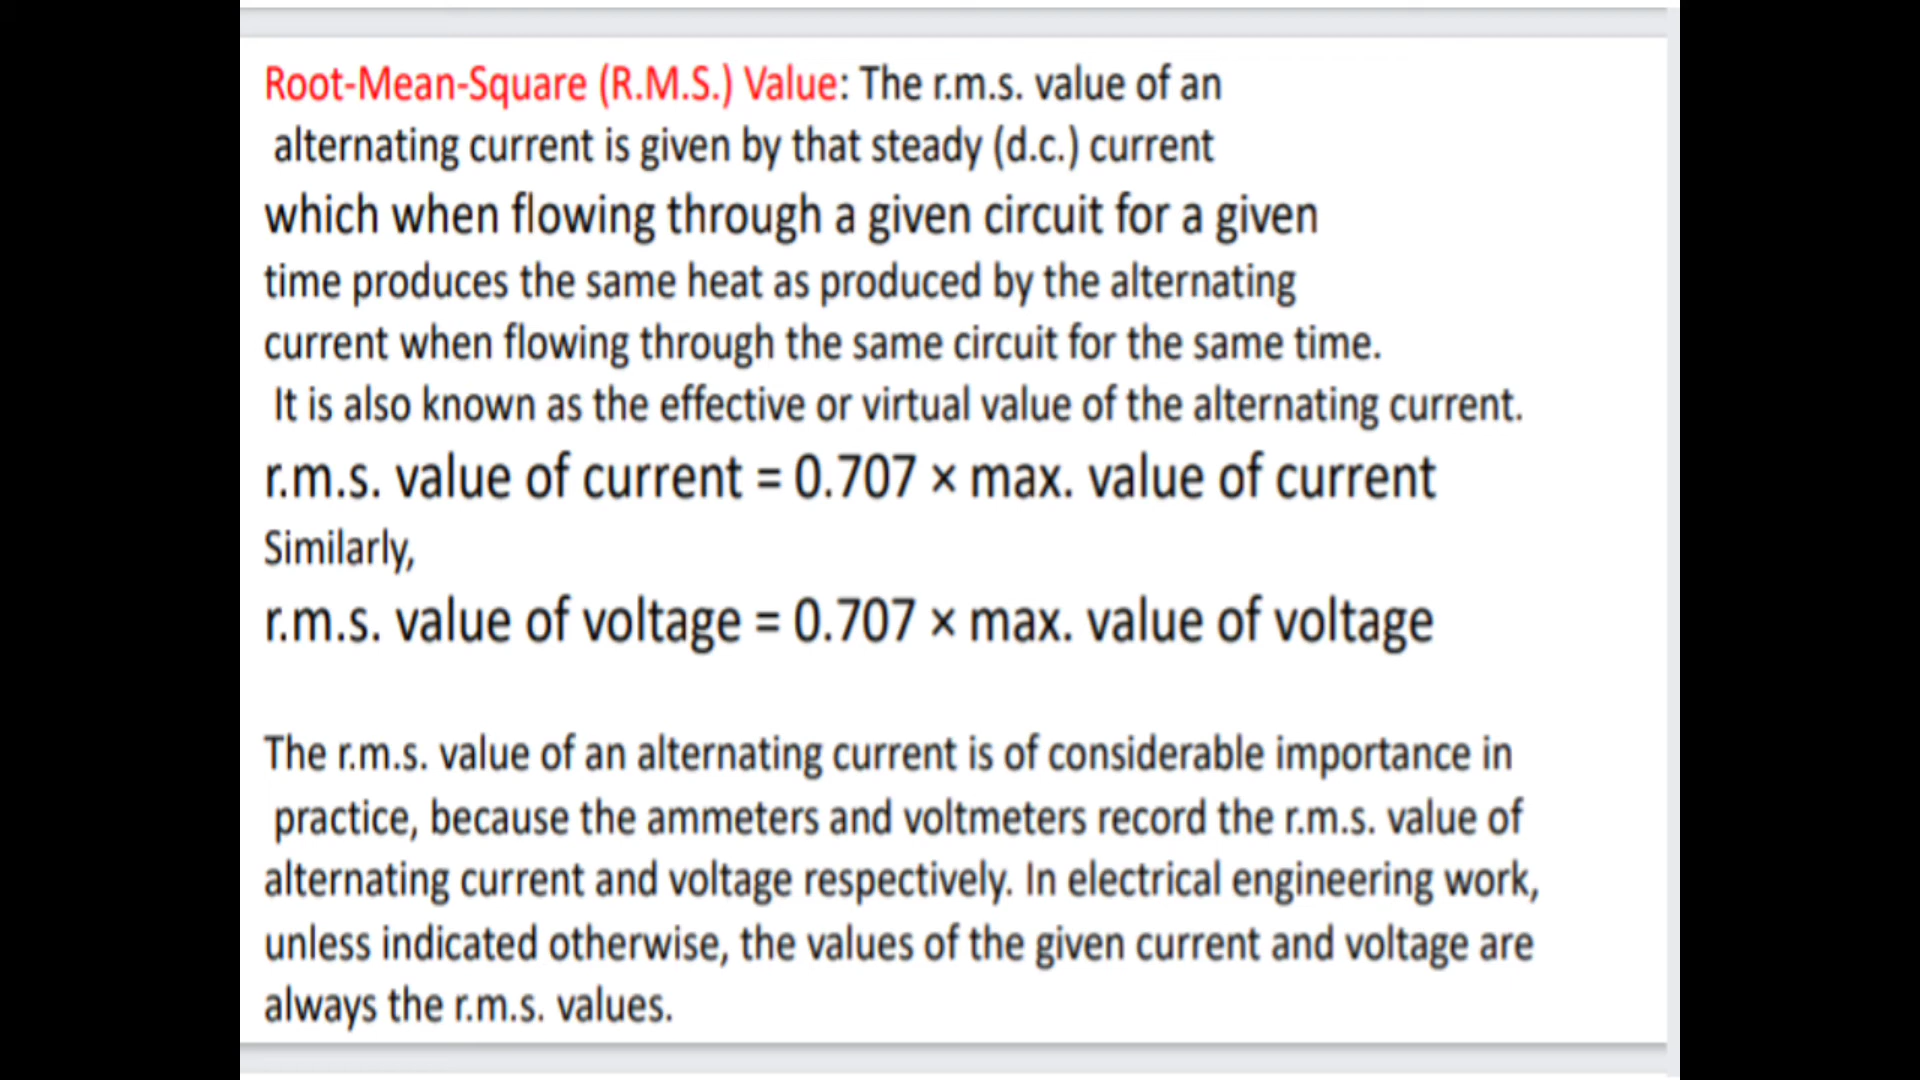 Root-Mean-Square (R.M.S.) Value: The r.m.s. value of an
alternating current is given by that steady (d.c.) current
which when flowing through a given circuit for a given
time produces the same heat as produced by the alternating
current when flowing through the same circuit for the same time.
It is also known as the effective or virtual value of the alternating current.
r.m.s. value of current = 0.707 × max. value of current
Similarly,
r.m.s. value of voltage = 0.707 × max. value of voltage
The r.m.s. value of an alternating current is of considerable importance in
practice, because the ammeters and voltmeters record the r.m.s. value of
alternating current and voltage respectively. In electrical engineering work,
unless indicated otherwise, the values of the given current and voltage are
always the r.m.s. values.